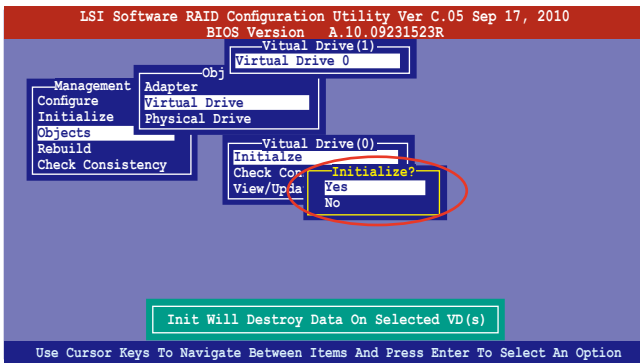 LSI Software RAID Configuration Utility Ver C.05 Sep 17, 2010
BIOS Version A.10.09231523R
Vitual Drive(1)
Virtual Drive 0
Obj
Adapter
Virtual Drive
Physical Drive
Management
Configure
Initialize
Objects
Rebuild
Check Consistency
Vitual Drive(0)
Initialze
Check Con
View/Upda
Initialize?
Yes
No
Init Will Destroy Data On Selected VD(s)
Use Cursor Keys To Navigate Between Items And Press Enter To Select An Option